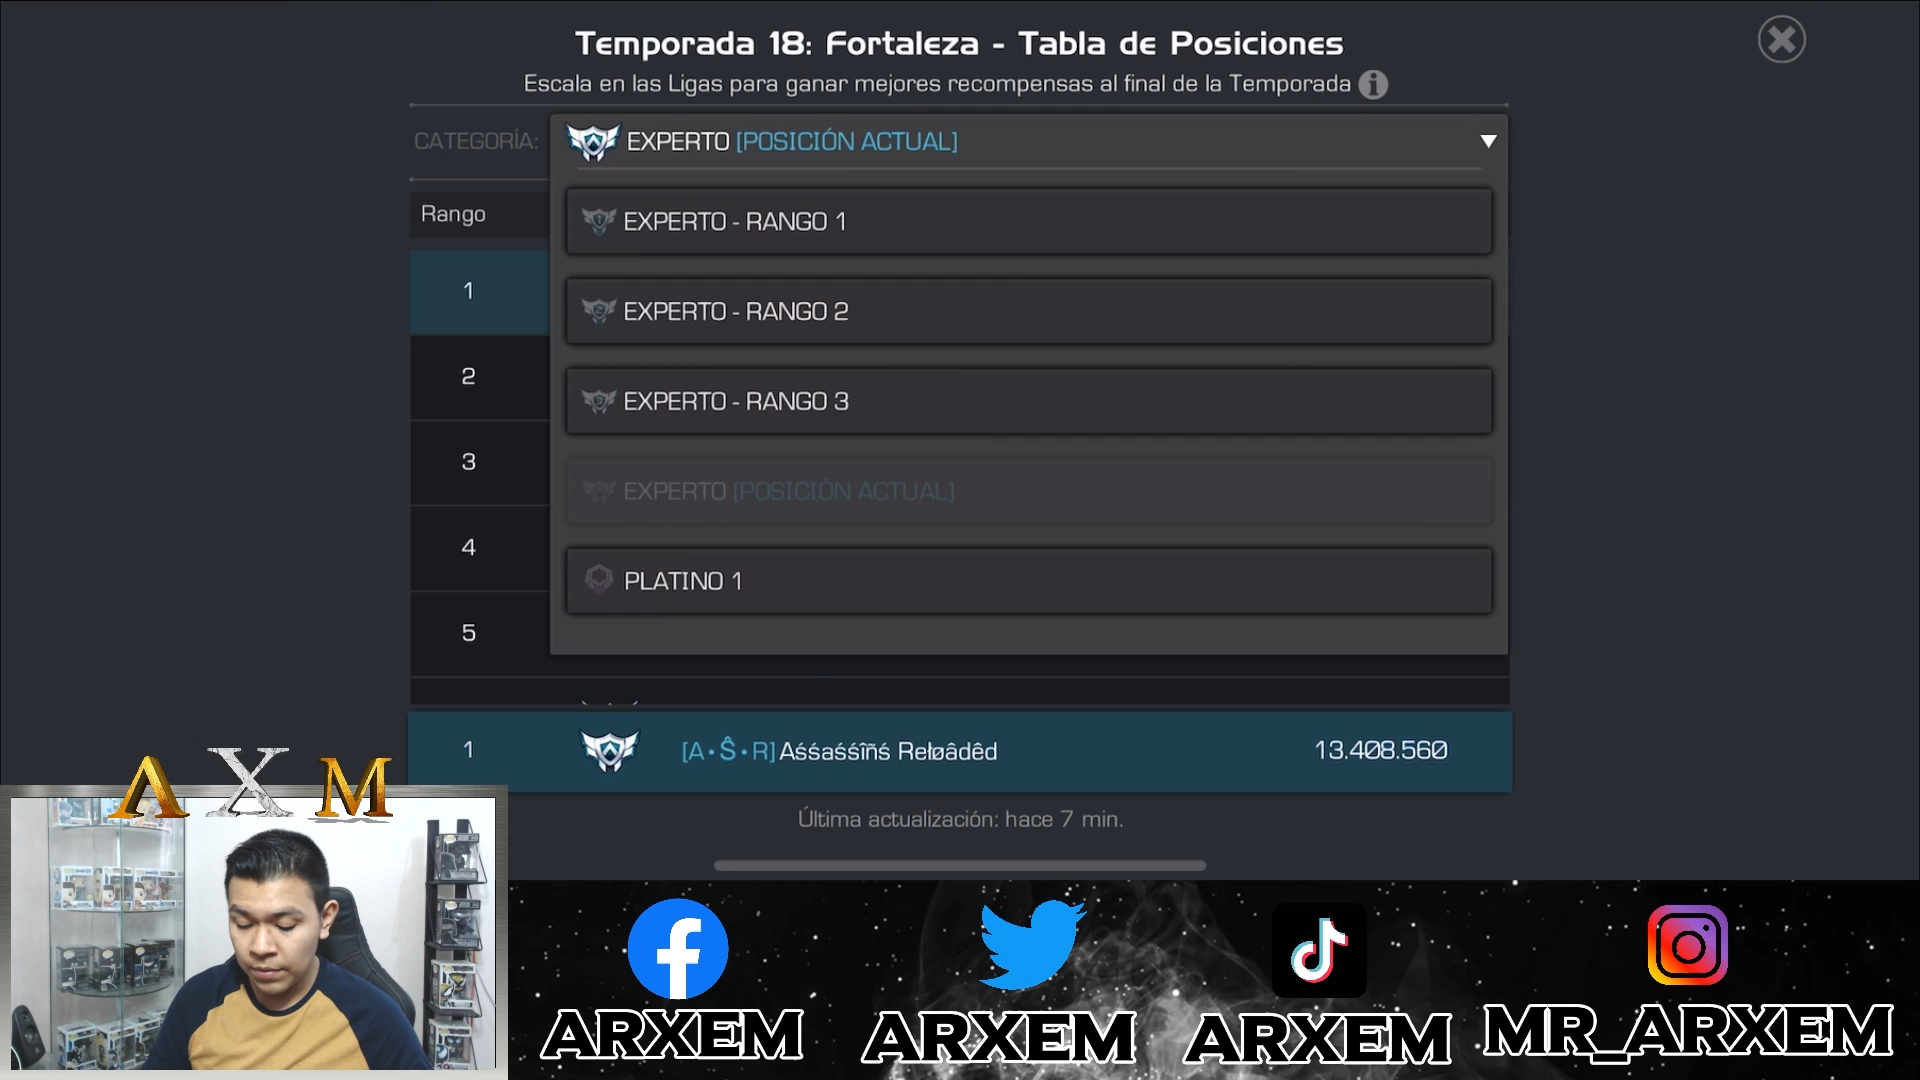 Temporada 18: Fortaleza - Tabla de Posiciones
Escala en las Ligas para ganar mejores recompensas al final de la Temporada
CATEGORÍA:
EXPERTO [POSICIÓN ACTUAL]
Rango
EXPERTO - RANGO 1
1
EXPERTO - RANGO 2
2
EXPERTO - RANGO 3
3
EXPERTO [POSICIÓN ACTUAL]
4
PLATINO 1
5
1 [A•Ŝ•R] Aśśaśśîñś Reløâdêd 13.408.560
Última actualización: hace 7 min.
AXM
ARXEM
ARXEM
ARXEM
MR_ARXEM